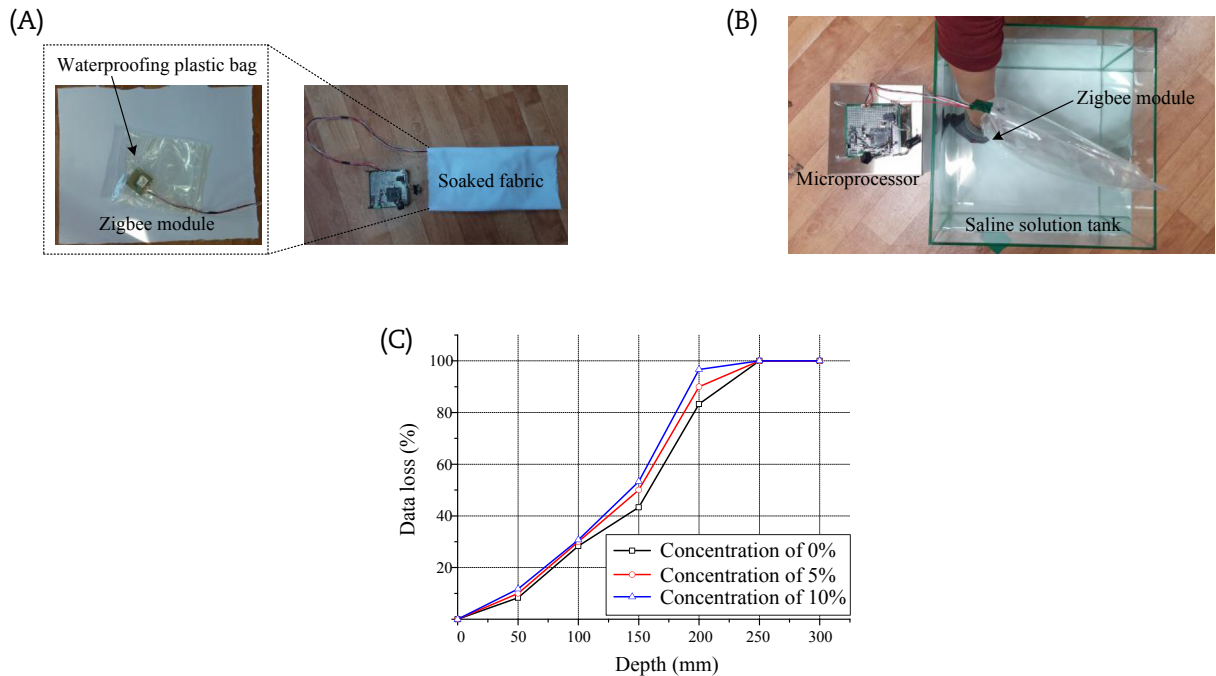 (A)
Waterproofing plastic bag
Zigbee module
Soaked fabric
(B)
Zigbee module
Microprocessor
Saline solution tank
(C)
100
80
60
40
20
0 50 100 150 200 250 300
Data loss (%)
Depth (mm)
Concentration of 0%
Concentration of 5%
Concentration of 10%